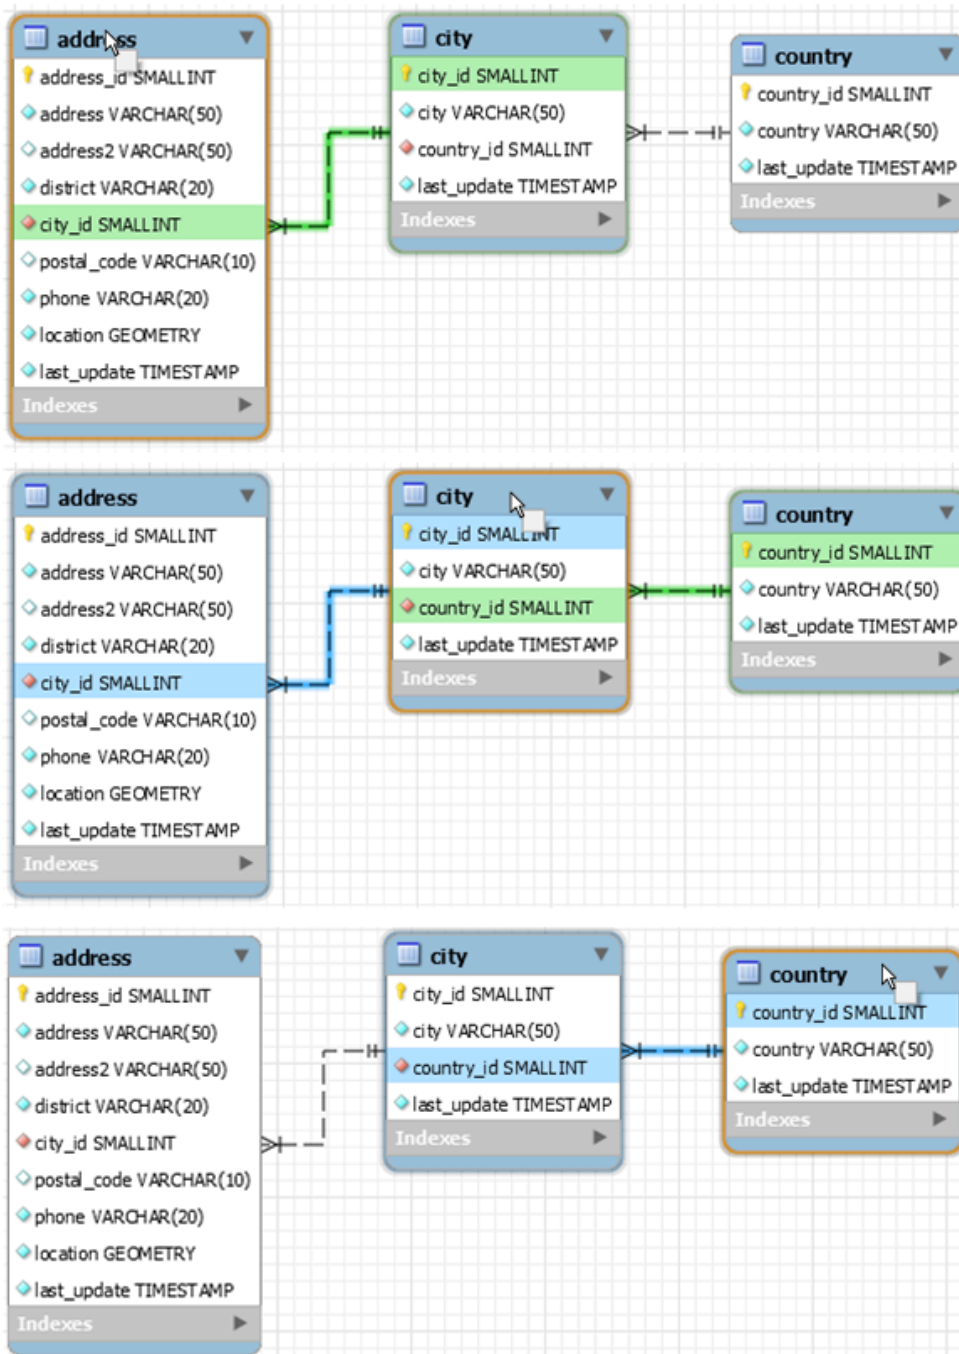 address
address_id SMALLINT
address VARCHAR(50)
address2 VARCHAR(50)
district VARCHAR(20)
city_id SMALLINT
postal_code VARCHAR(10)
phone VARCHAR(20)
location GEOMETRY
last_update TIMESTAMP
Indexes
city
city_id SMALLINT
city VARCHAR(50)
country_id SMALLINT
last_update TIMESTAMP
Indexes
country
country_id SMALLINT
country VARCHAR(50)
last_update TIMESTAMP
Indexes
address
address_id SMALLINT
address VARCHAR(50)
address2 VARCHAR(50)
district VARCHAR(20)
city_id SMALLINT
postal_code VARCHAR(10)
phone VARCHAR(20)
location GEOMETRY
last_update TIMESTAMP
Indexes
city
city_id SMALLINT
city VARCHAR(50)
country_id SMALLINT
last_update TIMESTAMP
Indexes
country
country_id SMALLINT
country VARCHAR(50)
last_update TIMESTAMP
Indexes
address
address_id SMALLINT
address VARCHAR(50)
address2 VARCHAR(50)
district VARCHAR(20)
city_id SMALLINT
postal_code VARCHAR(10)
phone VARCHAR(20)
location GEOMETRY
last_update TIMESTAMP
Indexes
city
city_id SMALLINT
city VARCHAR(50)
country_id SMALLINT
last_update TIMESTAMP
Indexes
country
country_id SMALLINT
country VARCHAR(50)
last_update TIMESTAMP
Indexes